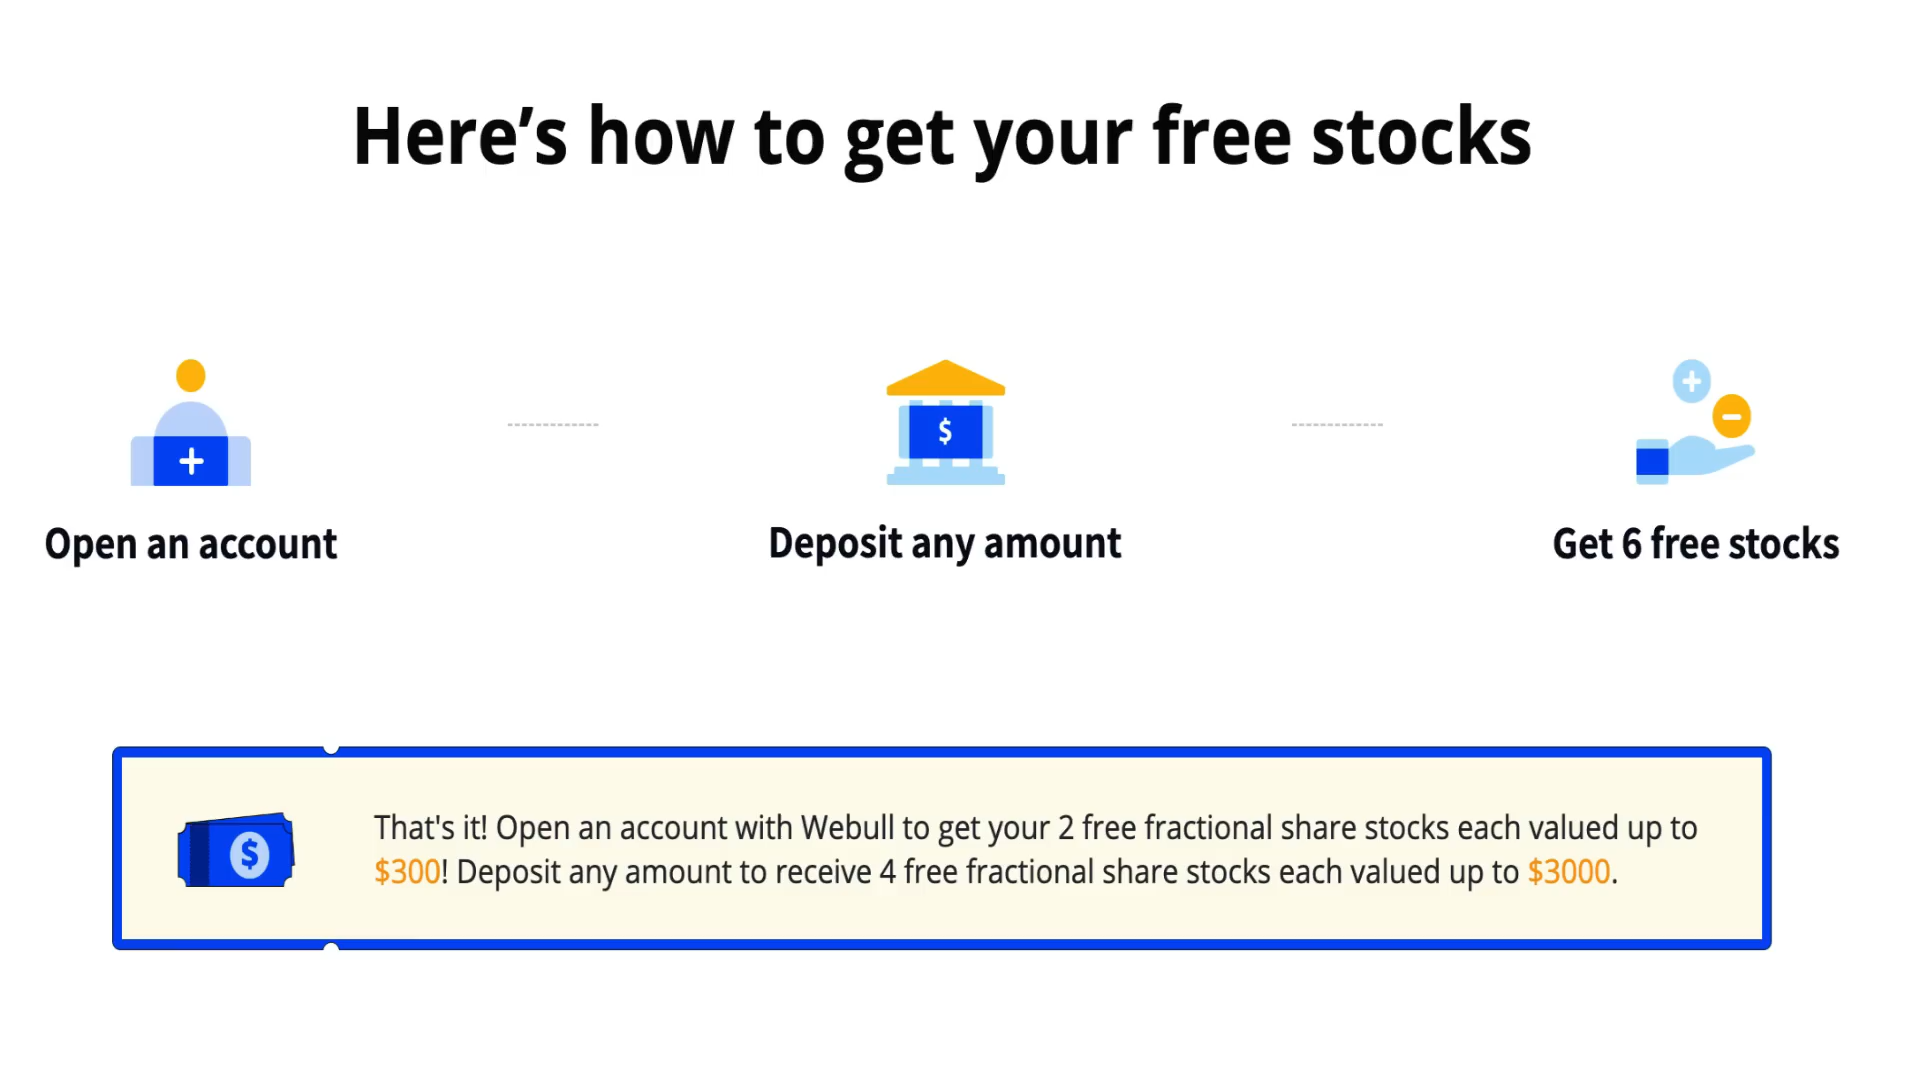 Here’s how to get your free stocks
$
Open an account
Deposit any amount
Get 6 free stocks
$
That's it! Open an account with Webull to get your 2 free fractional share stocks each valued up to
$300! Deposit any amount to receive 4 free fractional share stocks each valued up to $3000.